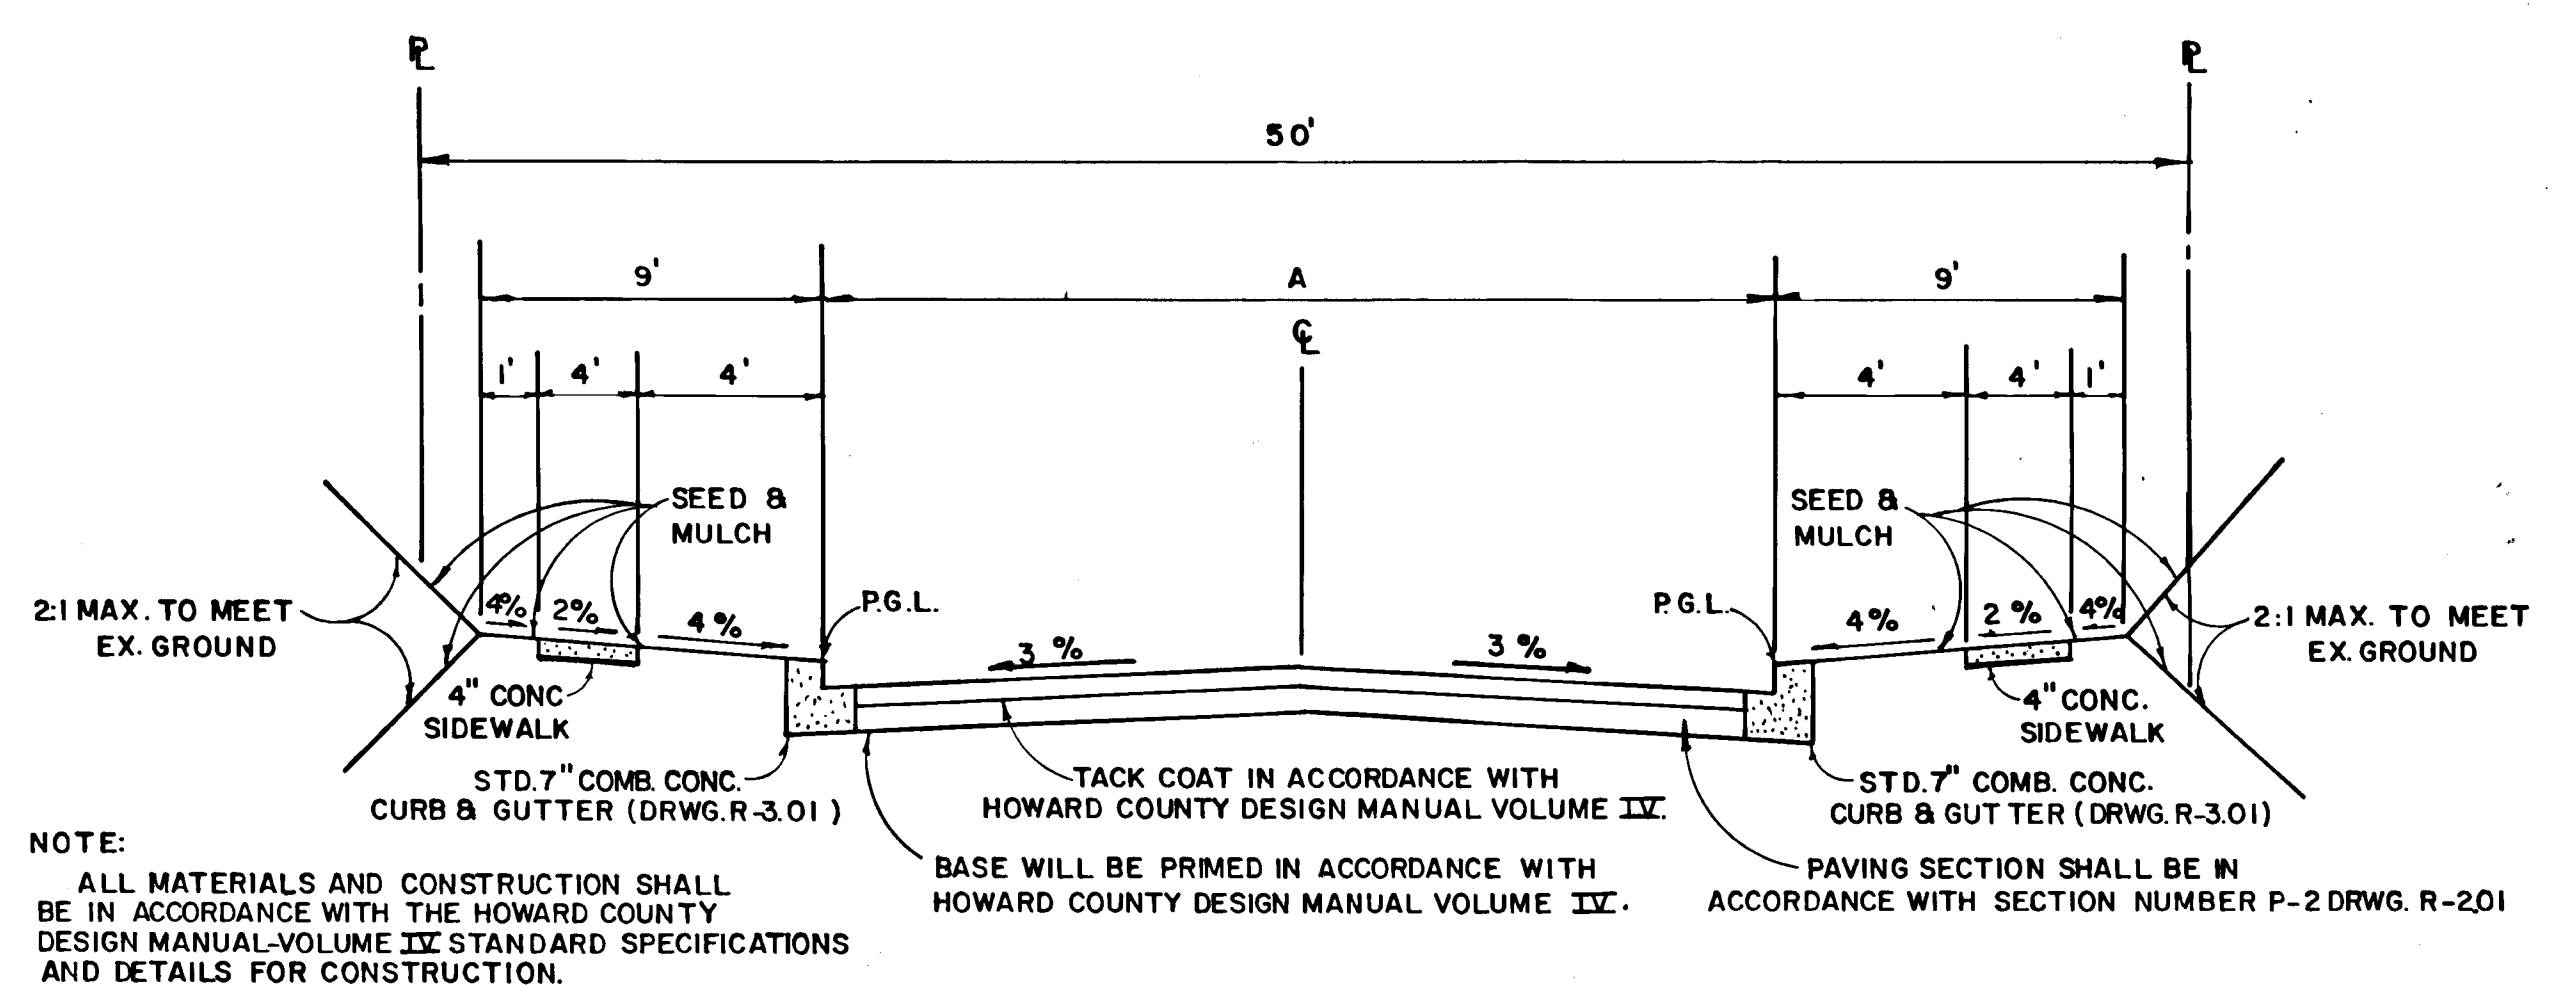 PL PL
50'
9' A 9'
CL
1' 4' 4' 4' 4' 1'
SEED &
MULCH
SEED &
MULCH
P.G.L.
P.G.L.
2:1 MAX. TO MEET
EX. GROUND
4% 2% 4% 3% 3% 4% 2% 4%
2:1 MAX. TO MEET
EX. GROUND
4" CONC
SIDEWALK
4" CONC.
SIDEWALK
STD. 7" COMB. CONC.
CURB & GUTTER (DRWG. R-3.01)
TACK COAT IN ACCORDANCE WITH
HOWARD COUNTY DESIGN MANUAL VOLUME IV.
STD. 7" COMB. CONC.
CURB & GUTTER (DRWG. R-3.01)
BASE WILL BE PRIMED IN ACCORDANCE WITH
HOWARD COUNTY DESIGN MANUAL VOLUME IV.
PAVING SECTION SHALL BE IN
ACCORDANCE WITH SECTION NUMBER P-2 DRWG. R-2.01
NOTE:
ALL MATERIALS AND CONSTRUCTION SHALL
BE IN ACCORDANCE WITH THE HOWARD COUNTY
DESIGN MANUAL-VOLUME IV STANDARD SPECIFICATIONS
AND DETAILS FOR CONSTRUCTION.